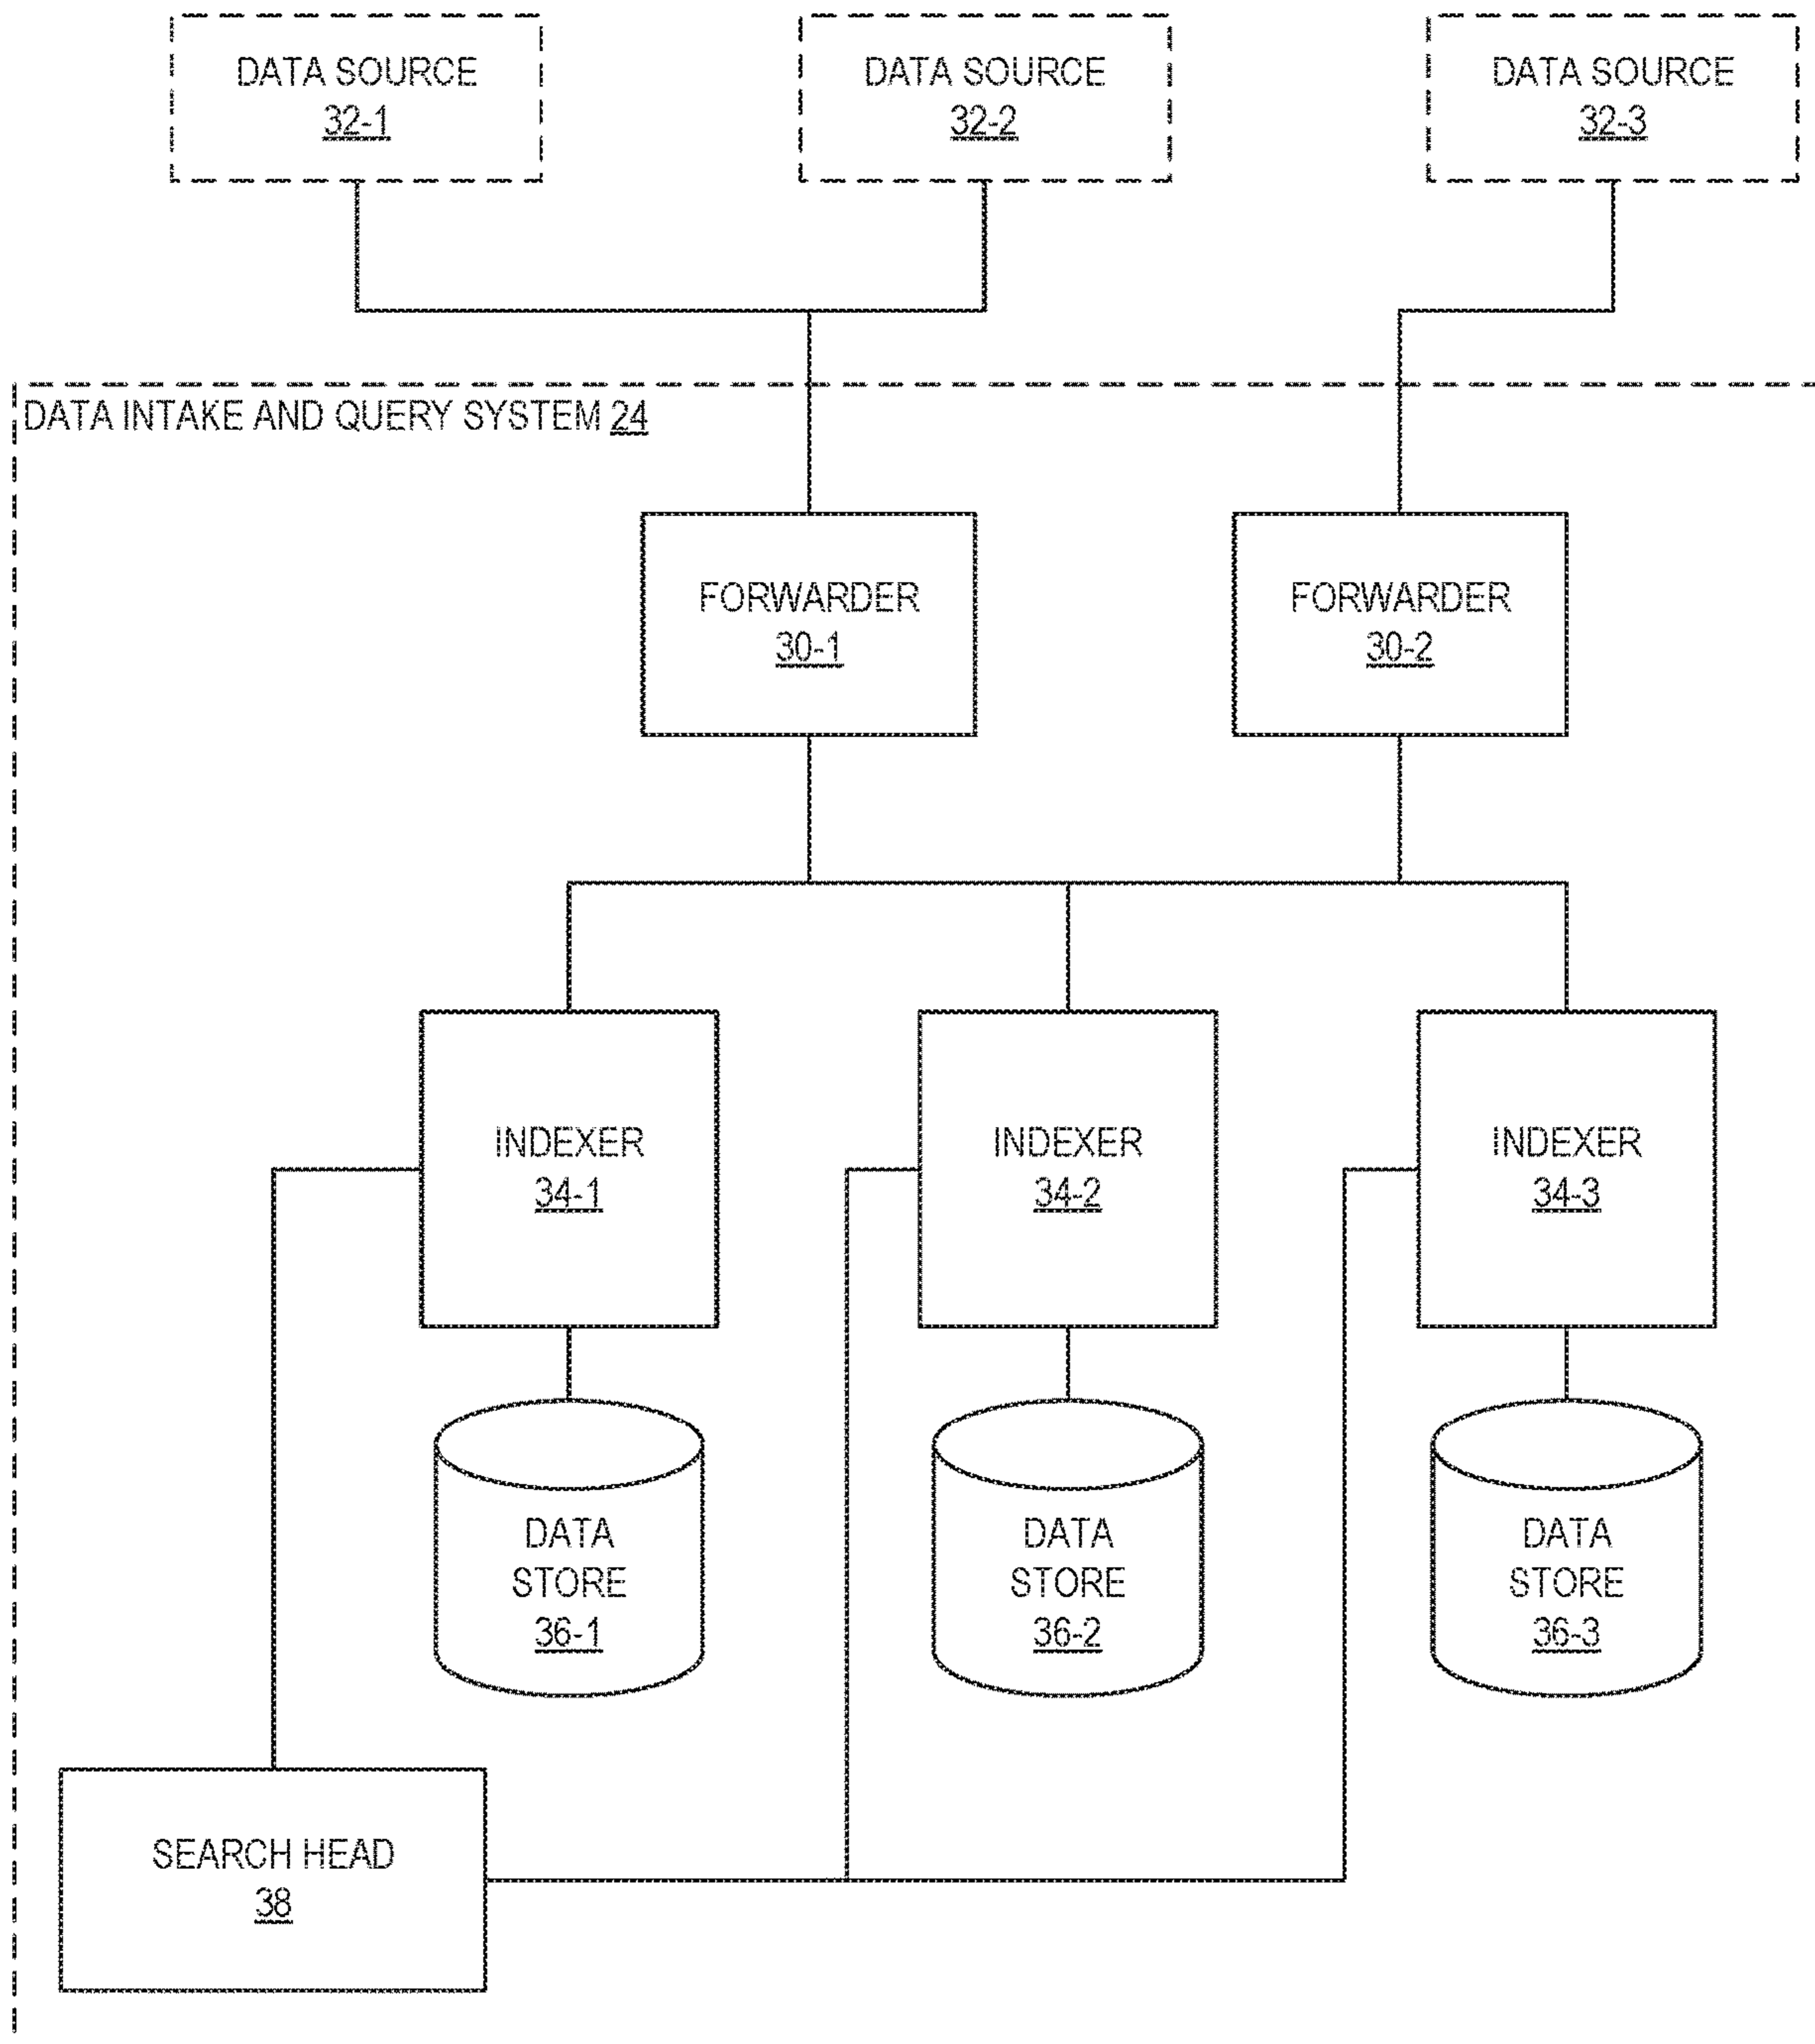 DATA SOURCE
32-1
DATA SOURCE
32-2
DATA SOURCE
32-3
DATA INTAKE AND QUERY SYSTEM 24
FORWARDER
30-1
FORWARDER
30-2
INDEXER
34-1
INDEXER
34-2
INDEXER
34-3
DATA
STORE
36-1
DATA
STORE
36-2
DATA
STORE
36-3
SEARCH HEAD
38